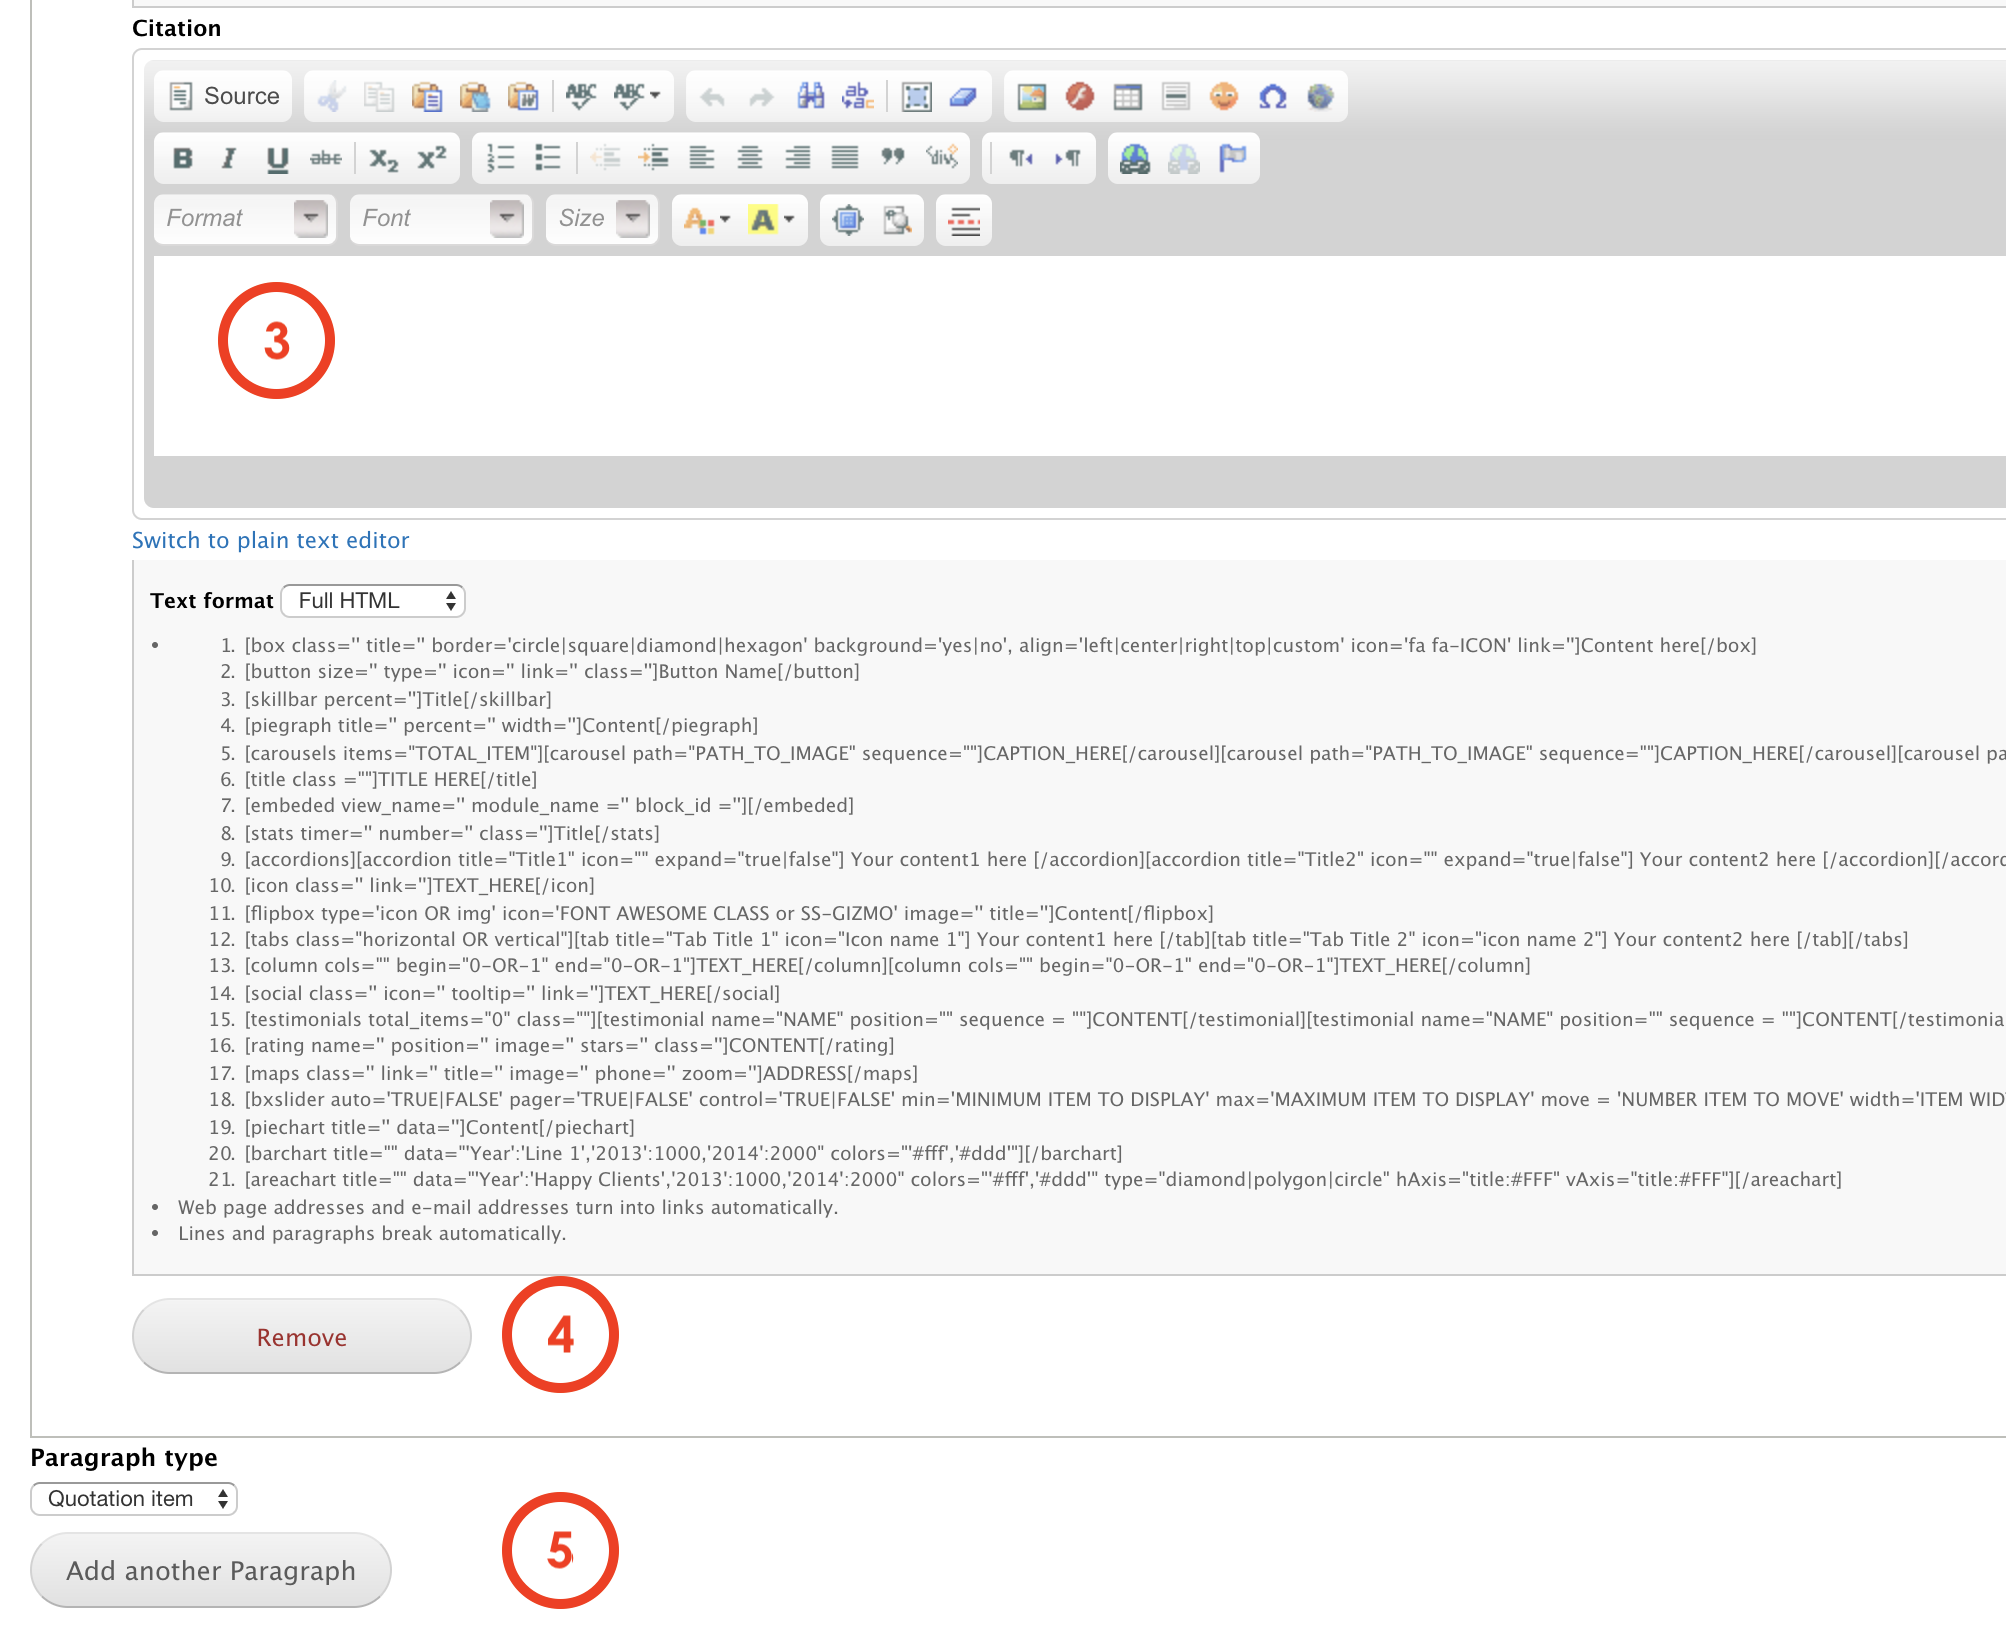 Citation
Source
B I U abc X₂ X²
Format Font Size A A
3
Switch to plain text editor
Text format Full HTML
• 1. [box class='' title='' border='circle|square|diamond|hexagon' background='yes|no', align='left|center|right|top|custom' icon='fa fa-ICON' link='']Content here[/box]
2. [button size='' type='' icon='' link='' class='']Button Name[/button]
3. [skillbar percent='']Title[/skillbar]
4. [piegraph title='' percent='' width='']Content[/piegraph]
5. [carousels items="TOTAL_ITEM"][carousel path="PATH_TO_IMAGE" sequence=""]CAPTION_HERE[/carousel][carousel path="PATH_TO_IMAGE" sequence=""]CAPTION_HERE[/carousel][carousel pa
6. [title class =""]TITLE HERE[/title]
7. [embeded view_name='' module_name ='' block_id =''][/embeded]
8. [stats timer='' number='' class='']Title[/stats]
9. [accordions][accordion title="Title1" icon="" expand="true|false"] Your content1 here [/accordion][accordion title="Title2" icon="" expand="true|false"] Your content2 here [/accordion][/accord
10. [icon class='' link='']TEXT_HERE[/icon]
11. [flipbox type='icon OR img' icon='FONT AWESOME CLASS or SS-GIZMO' image='' title='']Content[/flipbox]
12. [tabs class="horizontal OR vertical"][tab title="Tab Title 1" icon="Icon name 1"] Your content1 here [/tab][tab title="Tab Title 2" icon="icon name 2"] Your content2 here [/tab][/tabs]
13. [column cols="" begin="0-OR-1" end="0-OR-1"]TEXT_HERE[/column][column cols="" begin="0-OR-1" end="0-OR-1"]TEXT_HERE[/column]
14. [social class='' icon='' tooltip='' link='']TEXT_HERE[/social]
15. [testimonials total_items="0" class=""][testimonial name="NAME" position="" sequence = ""]CONTENT[/testimonial][testimonial name="NAME" position="" sequence = ""]CONTENT[/testimonia
16. [rating name='' position='' image='' stars='' class='']CONTENT[/rating]
17. [maps class='' link='' title='' image='' phone='' zoom='']ADDRESS[/maps]
18. [bxslider auto='TRUE|FALSE' pager='TRUE|FALSE' control='TRUE|FALSE' min='MINIMUM ITEM TO DISPLAY' max='MAXIMUM ITEM TO DISPLAY' move = 'NUMBER ITEM TO MOVE' width='ITEM WID
19. [piechart title='' data='']Content[/piechart]
20. [barchart title="" data="'Year':'Line 1','2013':1000,'2014':2000" colors="'#fff','#ddd'"][/barchart]
21. [areachart title="" data="'Year':'Happy Clients','2013':1000,'2014':2000" colors="'#fff','#ddd'" type="diamond|polygon|circle" hAxis="title:#FFF" vAxis="title:#FFF"][/areachart]
• Web page addresses and e-mail addresses turn into links automatically.
• Lines and paragraphs break automatically.
Remove
4
Paragraph type
Quotation item
5
Add another Paragraph